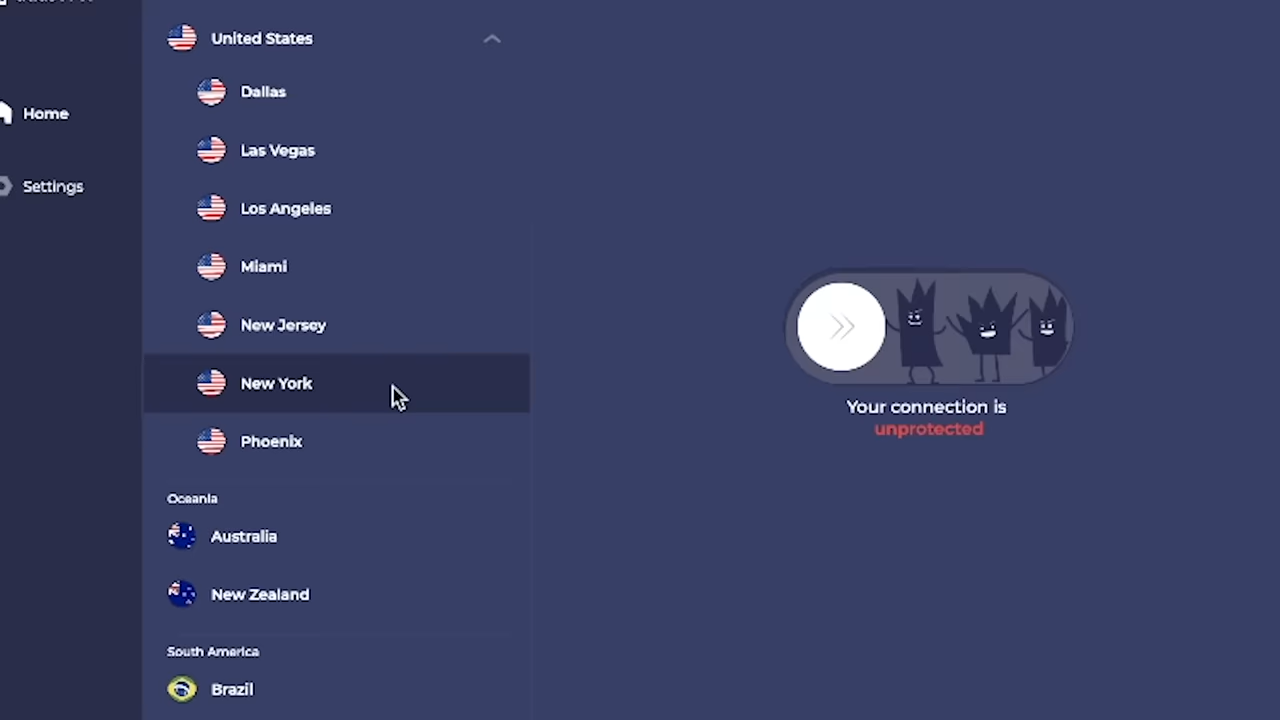 Home
Settings
United States
Dallas
Las Vegas
Los Angeles
Miami
New Jersey
New York
Phoenix
Oceania
Australia
New Zealand
South America
Brazil
Your connection is
unprotected